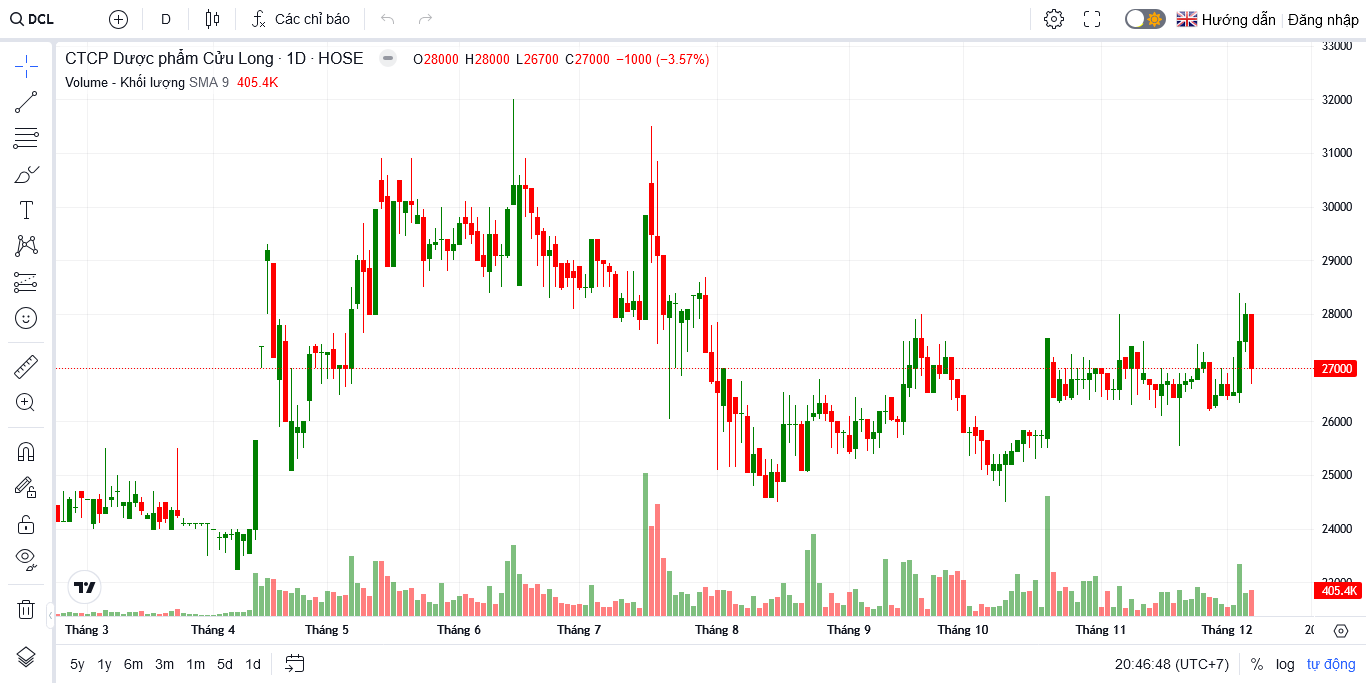 DCL D Các chỉ báo Hướng dẫn Đăng nhập
CTCP Dược phẩm Cửu Long · 1D · HOSE O28000 H28000 L26700 C27000 −1000 (−3.57%)
Volume - Khối lượng SMA 9 405.4K
33000
32000
31000
30000
29000
28000
27000
26000
25000
24000
405.4K
Tháng 3 Tháng 4 Tháng 5 Tháng 6 Tháng 7 Tháng 8 Tháng 9 Tháng 10 Tháng 11 Tháng 12
5y 1y 6m 3m 1m 5d 1d 20:46:48 (UTC+7) % log tự động